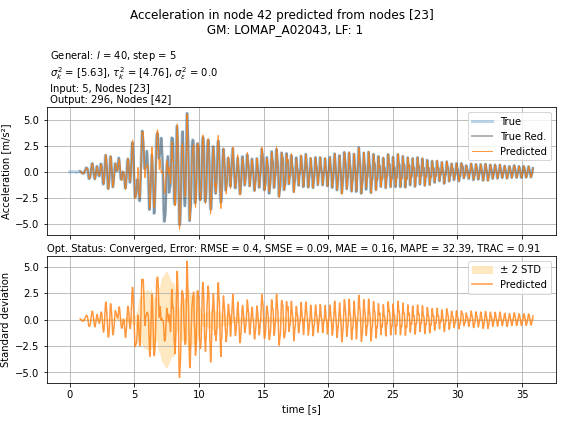 Acceleration in node 42 predicted from nodes [23]
GM: LOMAP_A02043, LF: 1
General: l = 40, step = 5
σ²ₖ = [5.63], τ²ₖ = [4.76], σ²ᵣ = 0.0
Input: 5, Nodes [23]
Output: 296, Nodes [42]
Acceleration [m/s²]
5.0
2.5
0.0
−2.5
−5.0
True
True Red.
Predicted
Opt. Status: Converged, Error: RMSE = 0.4, SMSE = 0.09, MAE = 0.16, MAPE = 32.39, TRAC = 0.91
Standard deviation
5.0
2.5
0.0
−2.5
−5.0
± 2 STD
Predicted
0 5 10 15 20 25 30 35
time [s]